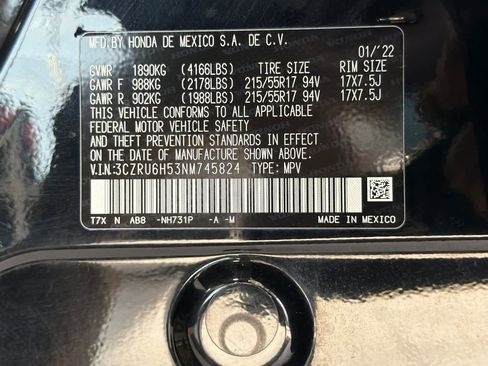 MFD.BY HONDA DE MEXICO S.A. DE C.V.
01/'22
GVWR 1890KG (4166LBS) TIRE SIZE RIM SIZE
GAWR F 988KG (2178LBS) 215/55R17 94V 17X7.5J
GAWR R 902KG (1988LBS) 215/55R17 94V 17X7.5J
THIS VEHICLE CONFORMS TO ALL APPLICABLE
FEDERAL MOTOR VEHICLE SAFETY
AND THEFT PREVENTION STANDARDS IN EFFECT
ON THE DATE OF MANUFACTURE SHOWN ABOVE.
V.I.N:3CZRU6H53NM745824 TYPE: MPV
T7X N AB8 -NH731P -A -M MADE IN MEXICO